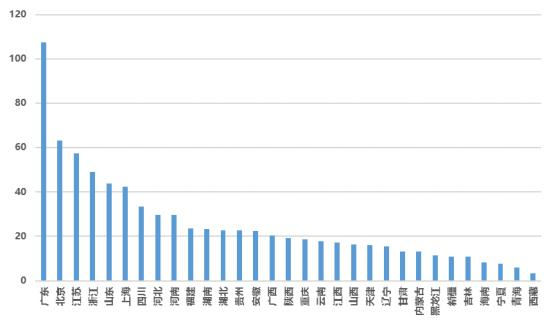 120
100
80
60
40
20
0
广东
北京
江苏
浙江
山东
上海
四川
河北
河南
福建
湖南
湖北
贵州
安徽
广西
陕西
重庆
云南
江西
山西
天津
辽宁
甘肃
内蒙古
黑龙江
新疆
吉林
海南
宁夏
青海
西藏